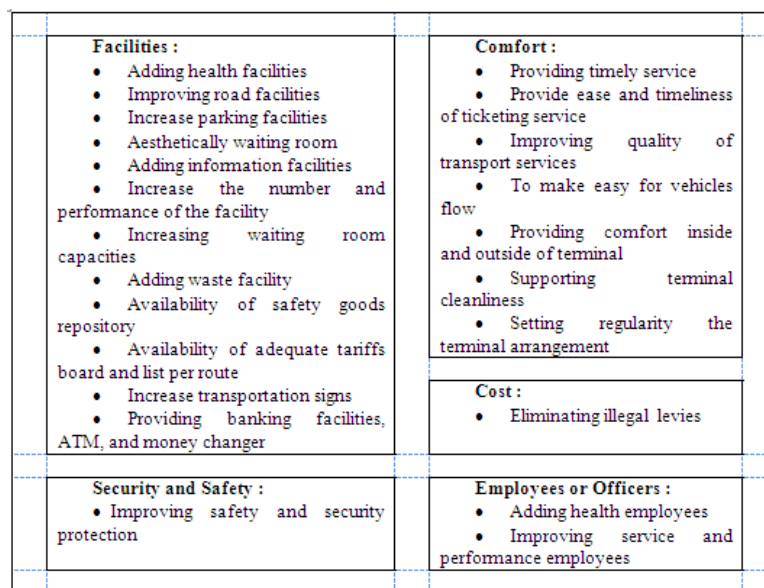 Facilities :
• Adding health facilities
• Improving road facilities
• Increase parking facilities
• Aesthetically waiting room
• Adding information facilities
• Increase the number and
performance of the facility
• Increasing waiting room
capacities
• Adding waste facility
• Availability of safety goods
repository
• Availability of adequate tariffs
board and list per route
• Increase transportation signs
• Providing banking facilities,
ATM, and money changer
Comfort :
• Providing timely service
• Provide ease and timeliness
of ticketing service
• Improving quality of
transport services
• To make easy for vehicles
flow
• Providing comfort inside
and outside of terminal
• Supporting terminal
cleanliness
• Setting regularity the
terminal arrangement
Cost :
• Eliminating illegal levies
Security and Safety :
• Improving safety and security
protection
Employees or Officers :
• Adding health employees
• Improving service and
performance employees